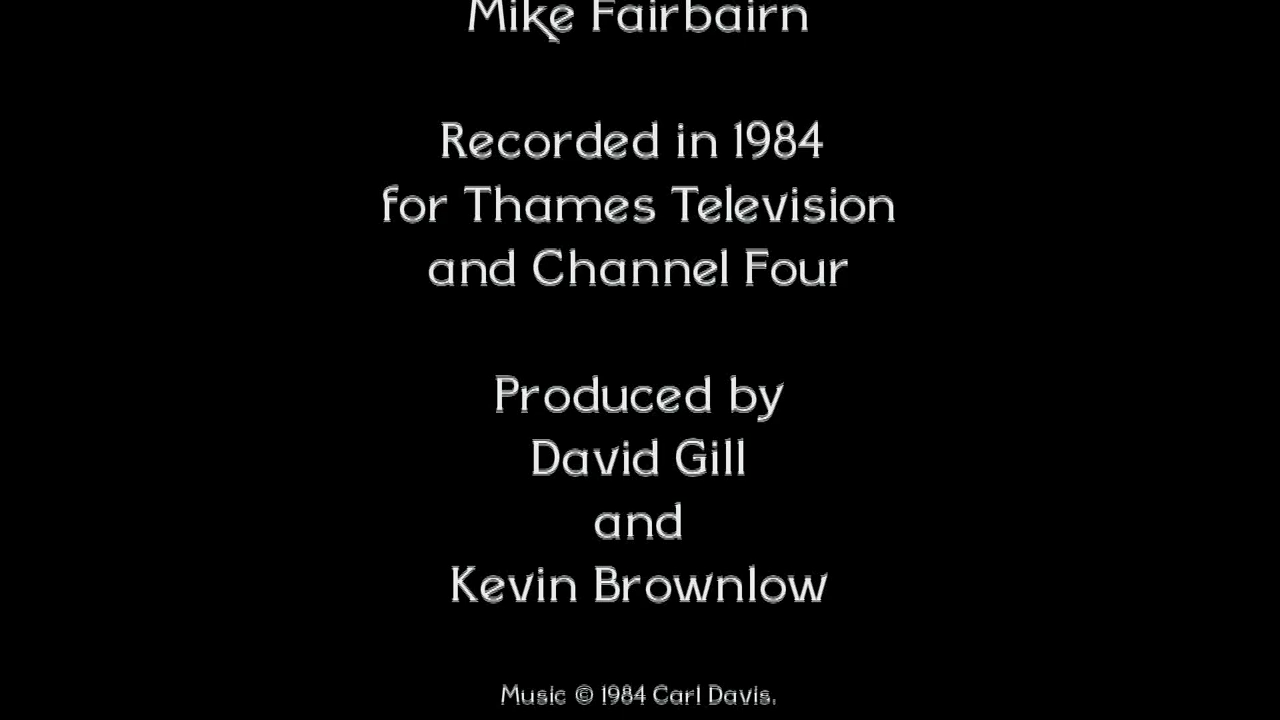 Mike Fairbairn
Recorded in 1984
for Thames Television
and Channel Four
Produced by
David Gill
and
Kevin Brownlow
Music © 1984 Carl Davis.